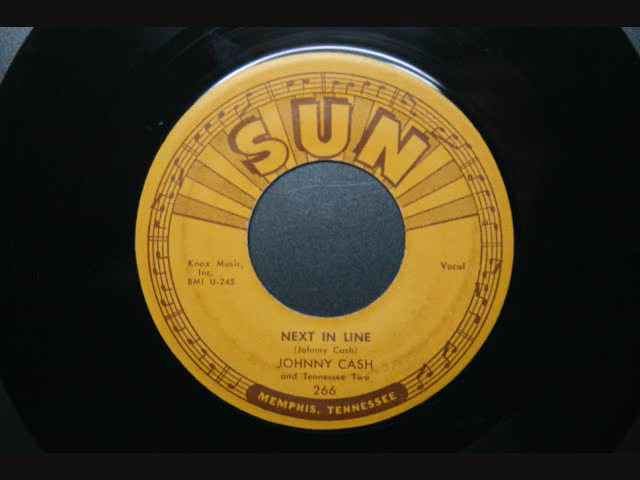 SUN
Knox Music,
Inc.
BMI U-245
Vocal
NEXT IN LINE
(Johnny Cash)
JOHNNY CASH
and Tennessee Two
266
MEMPHIS, TENNESSEE